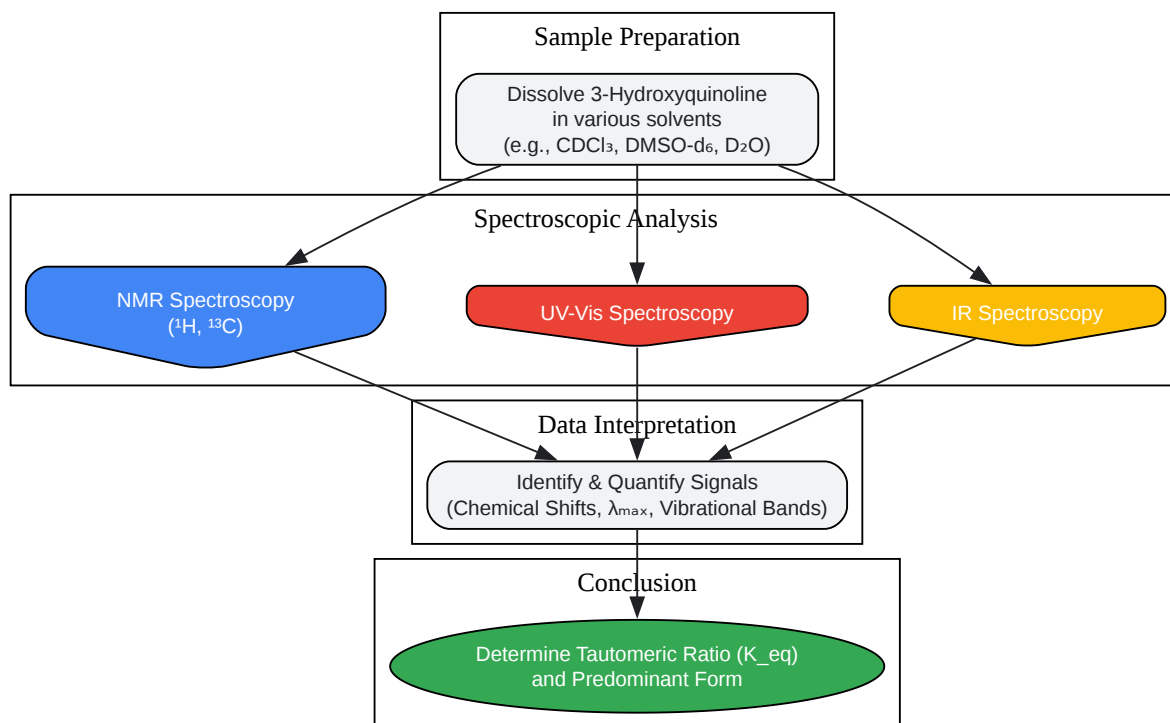 Sample Preparation
Dissolve 3-Hydroxyquinoline
in various solvents
(e.g., CDCl₃, DMSO-d₆, D₂O)
Spectroscopic Analysis
NMR Spectroscopy
(¹H, ¹³C)
UV-Vis Spectroscopy
IR Spectroscopy
Data Interpretation
Identify & Quantify Signals
(Chemical Shifts, λₘₐₓ, Vibrational Bands)
Conclusion
Determine Tautomeric Ratio (K_eq)
and Predominant Form